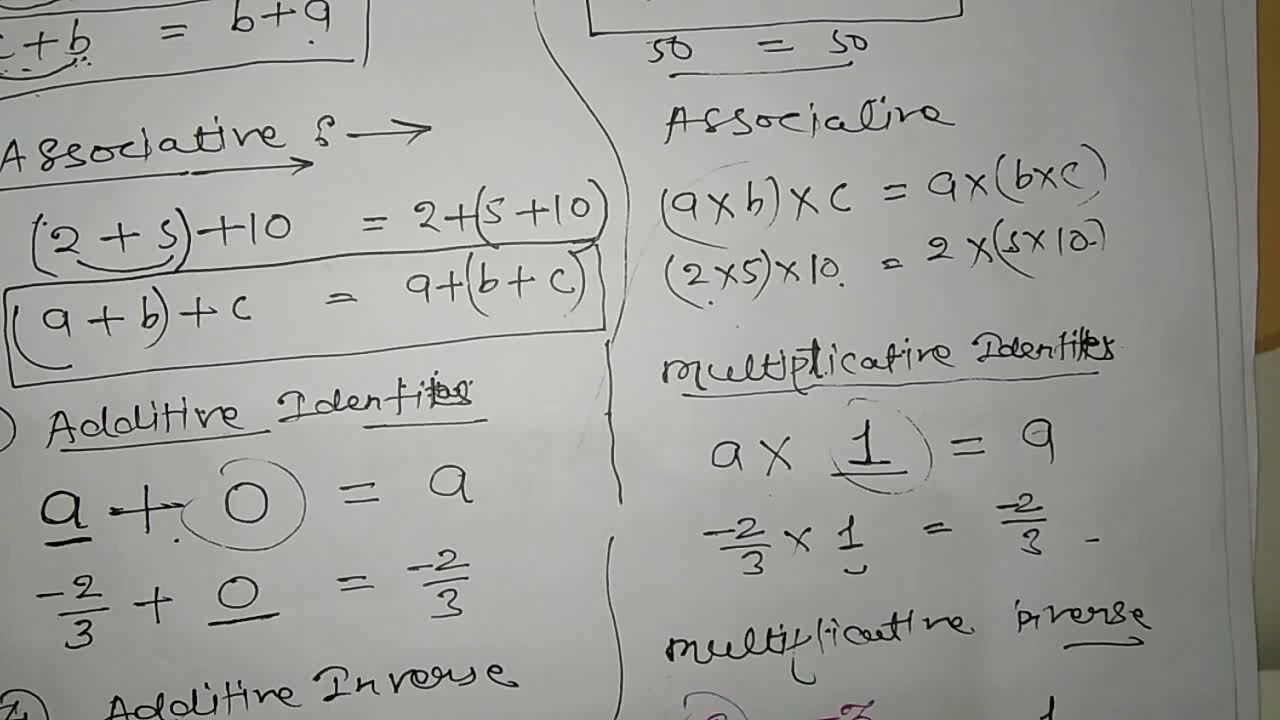 +b = b+a
Associative :→
(2 + 5)+10 = 2+(5+10)
(a + b)+c = a+(b+c)
) Additive Identities
a + 0 = a
-2/3 + 0 = -2/3
Additive Inverse
50 = 50
Associative
(a×b)×c = a×(b×c)
(2×5)×10 = 2×(5×10)
multiplicative Identities
a × 1 = a
-2/3 × 1 = -2/3
multiplicative inverse